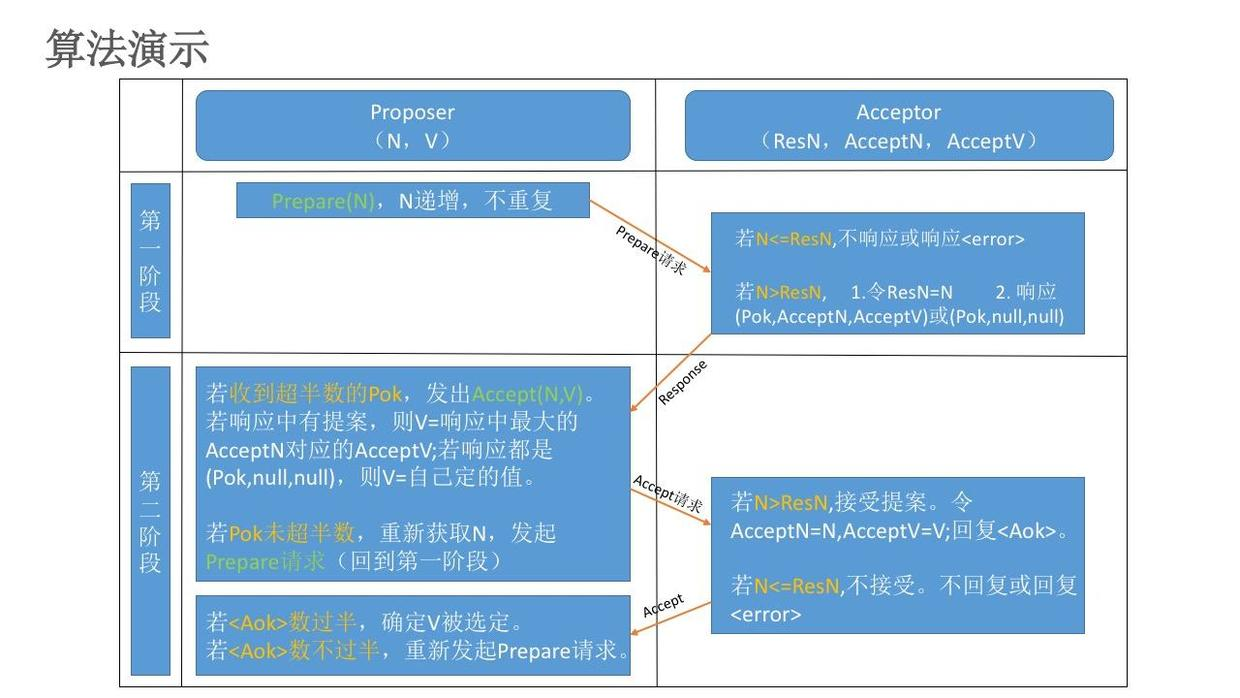 算法演示
Proposer
（N，V）
Acceptor
（ResN，AcceptN，AcceptV）
第一阶段
Prepare(N)，N递增，不重复
Prepare请求
若N<=ResN,不响应或响应<error>
若N>ResN, 1.令ResN=N 2. 响应
(Pok,AcceptN,AcceptV)或(Pok,null,null)
Response
第二阶段
若收到超半数的Pok，发出Accept(N,V)。
若响应中有提案，则V=响应中最大的
AcceptN对应的AcceptV;若响应都是
(Pok,null,null)，则V=自己定的值。
若Pok未超半数，重新获取N，发起
Prepare请求（回到第一阶段）
Accept请求
若N>ResN,接受提案。令
AcceptN=N,AcceptV=V;回复<Aok>。
若N<=ResN,不接受。不回复或回复
<error>
Accept
若<Aok>数过半，确定V被选定。
若<Aok>数不过半，重新发起Prepare请求。